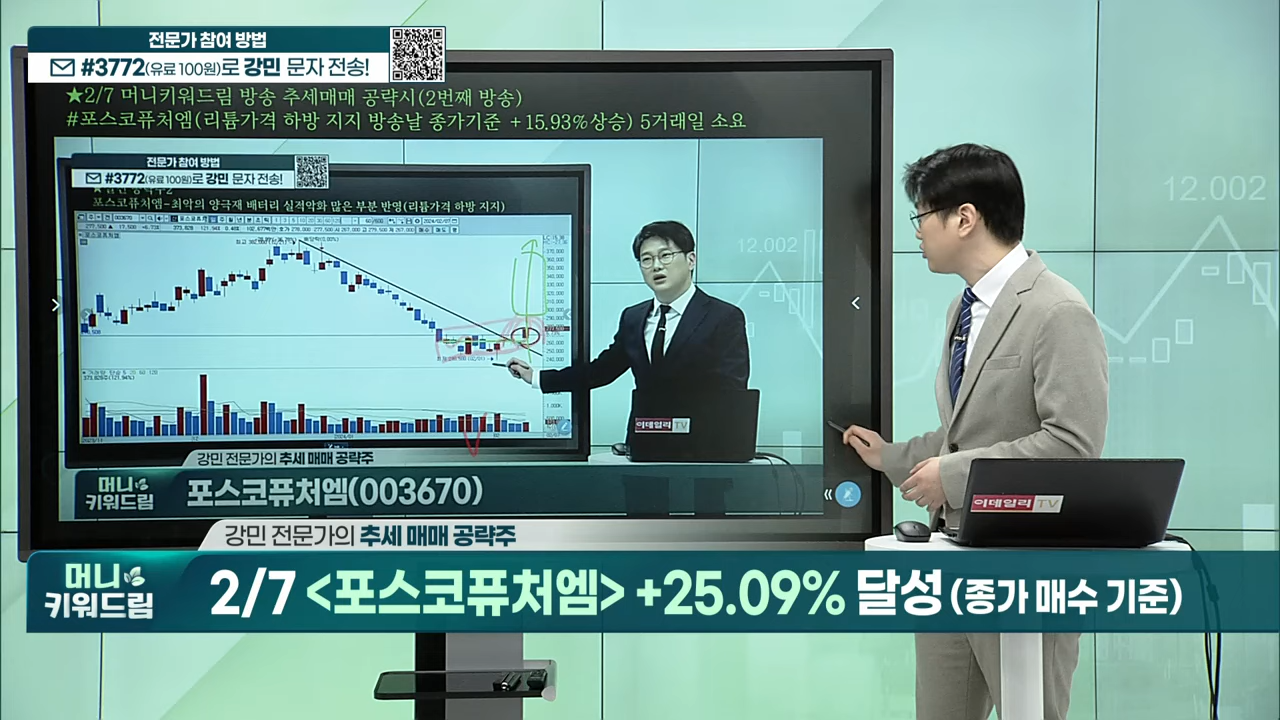 전문가 참여 방법
#3772(유료 100원)로 강민 문자 전송!
★2/7 머니키워드림 방송 추세매매 공략시(2번째 방송)
#포스코퓨처엠(리튬가격 하방 지지 방송날 종가기준 +15.93%상승) 5거래일 소요
전문가 참여 방법
#3772(유료 100원)로 강민 문자 전송!
포스코퓨처엠-최악의 양극재 배터리 실적악화 많은 부분 반영(리튬가격 하방 지지)
12.002
12.002
이데일리 TV
강민 전문가의 추세 매매 공략주
머니 키워드림
포스코퓨처엠(003670)
이데일리 TV
강민 전문가의 추세 매매 공략주
머니
키워드림
2/7 <포스코퓨처엠> +25.09% 달성 (종가 매수 기준)